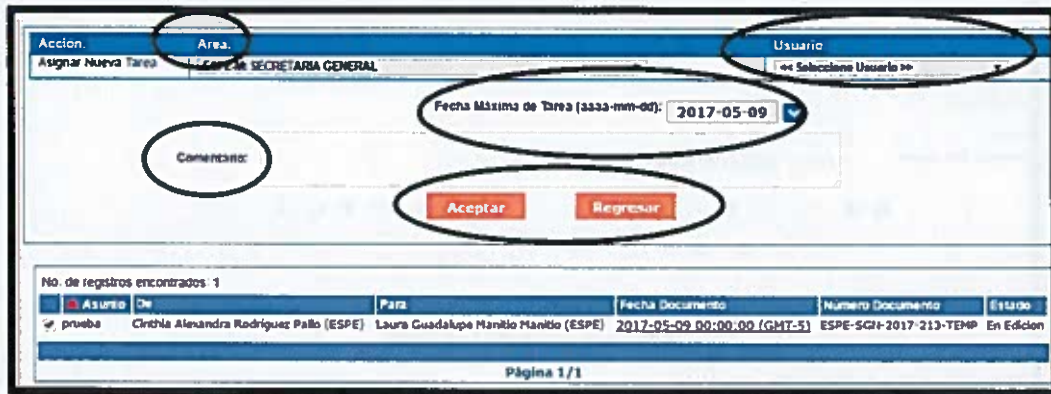 Accion. Area. Usuario
Asignar Nueva Tarea SECRETARIA GENERAL << Seleccione Usuario >>
Fecha Máxima de Tarea (aaaa-mm-dd): 2017-05-09
Comentario:
Aceptar Regresar
No. de registros encontrados: 1
Asunto De Para Fecha Documento Número Documento Estado
prueba Cinthia Alexandra Rodríguez Pallo (ESPE) Laura Guadalupe Manitio Manitio (ESPE) 2017-05-09 00:00:00 (GMT-5) ESPE-SGN-2017-213-TEMP En Edicion
Página 1/1